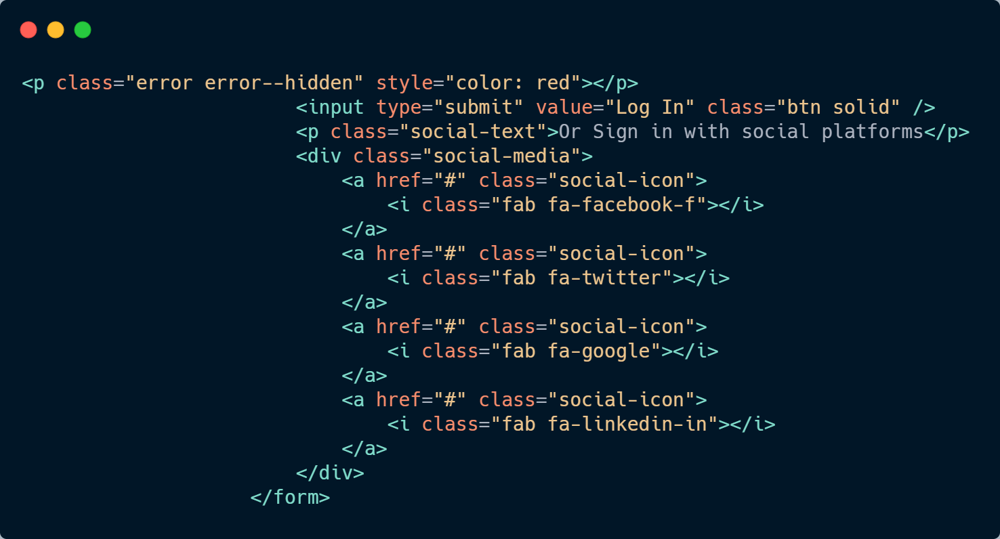 <p class="error error--hidden" style="color: red"></p>
                        <input type="submit" value="Log In" class="btn solid" />
                        <p class="social-text">Or Sign in with social platforms</p>
                        <div class="social-media">
                            <a href="#" class="social-icon">
                                <i class="fab fa-facebook-f"></i>
                            </a>
                            <a href="#" class="social-icon">
                                <i class="fab fa-twitter"></i>
                            </a>
                            <a href="#" class="social-icon">
                                <i class="fab fa-google"></i>
                            </a>
                            <a href="#" class="social-icon">
                                <i class="fab fa-linkedin-in"></i>
                            </a>
                        </div>
                    </form>